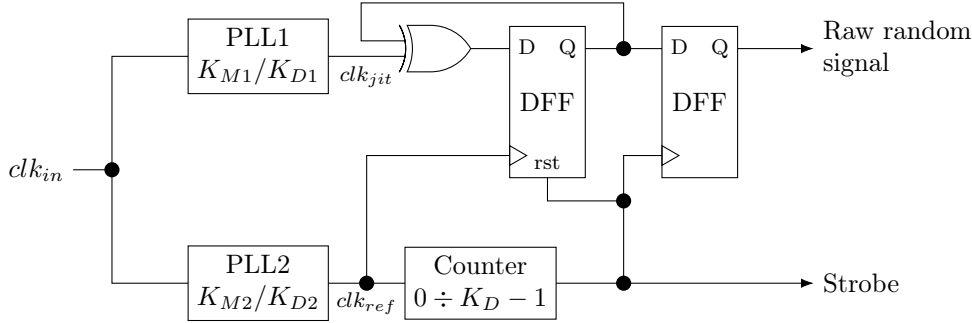 PLL1
K_{M1}/K_{D1}
clk_{jit}
D Q
DFF
rst
D Q
DFF
Raw random
signal
clk_{in}
PLL2
K_{M2}/K_{D2}
clk_{ref}
Counter
0 ÷ K_D − 1
Strobe